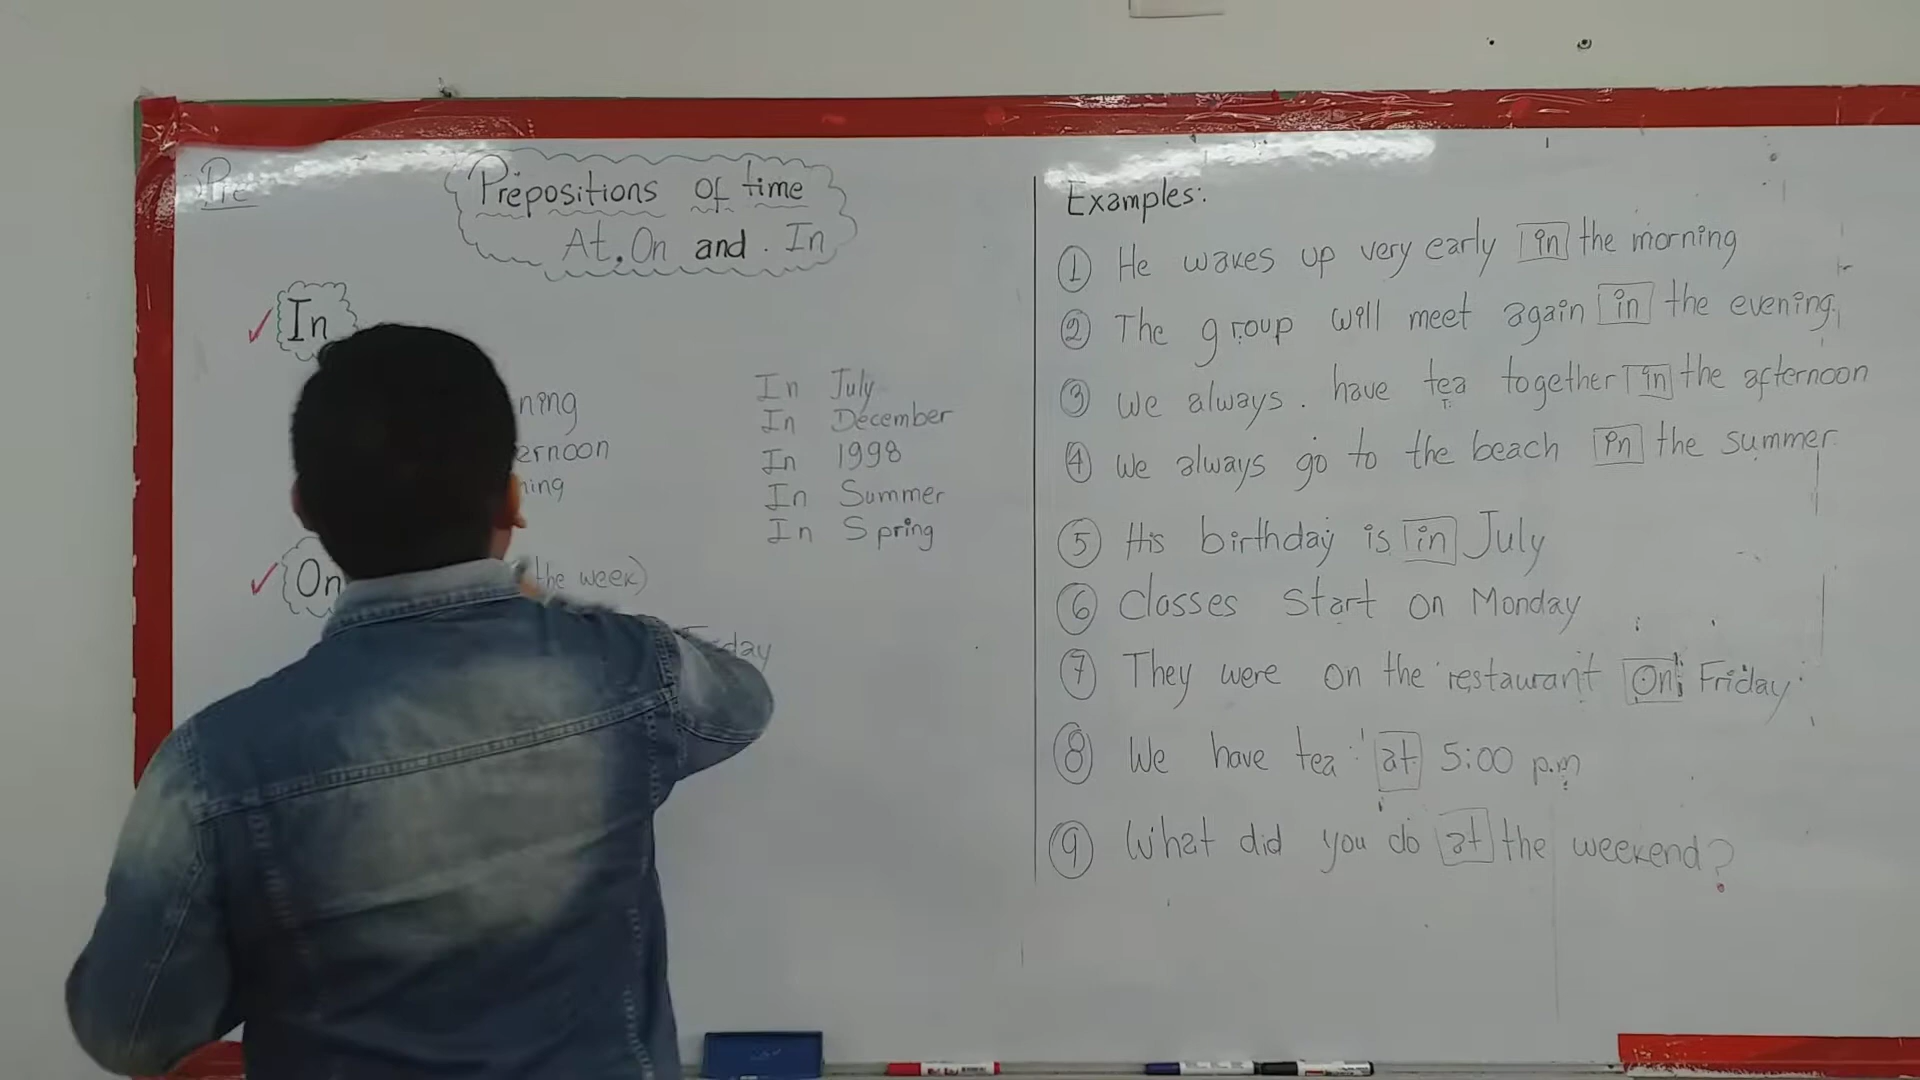 Pre
Prepositions of time
At, On and . In
In
In July
In December
In 1998
In Summer
In Spring
On
the week)
Examples:
① He wakes up very early in the morning
② The group will meet again in the evening.
③ We always . have tea together in the afternoon
④ We always go to the beach in the summer
⑤ His birthday is in July
⑥ Classes start on Monday
⑦ They were on the restaurant On Friday
⑧ We have tea at 5:00 p.m
⑨ What did you do at the weekend?